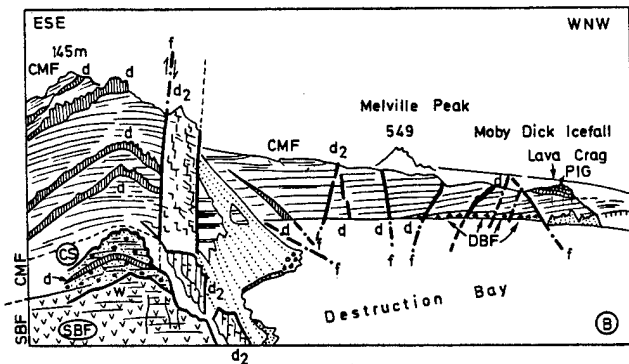 ESE
WNW
f
145m
CMF
d
d
d2
Melville Peak
549
Moby Dick Icefall
Lava Crag
PIG
CMF
d2
d
d
d
d
d
d
d
f
f
f
f
f
f
DBF
Destruction Bay
CS
CMF
d
w
SBF
SBF
d2
d2
B